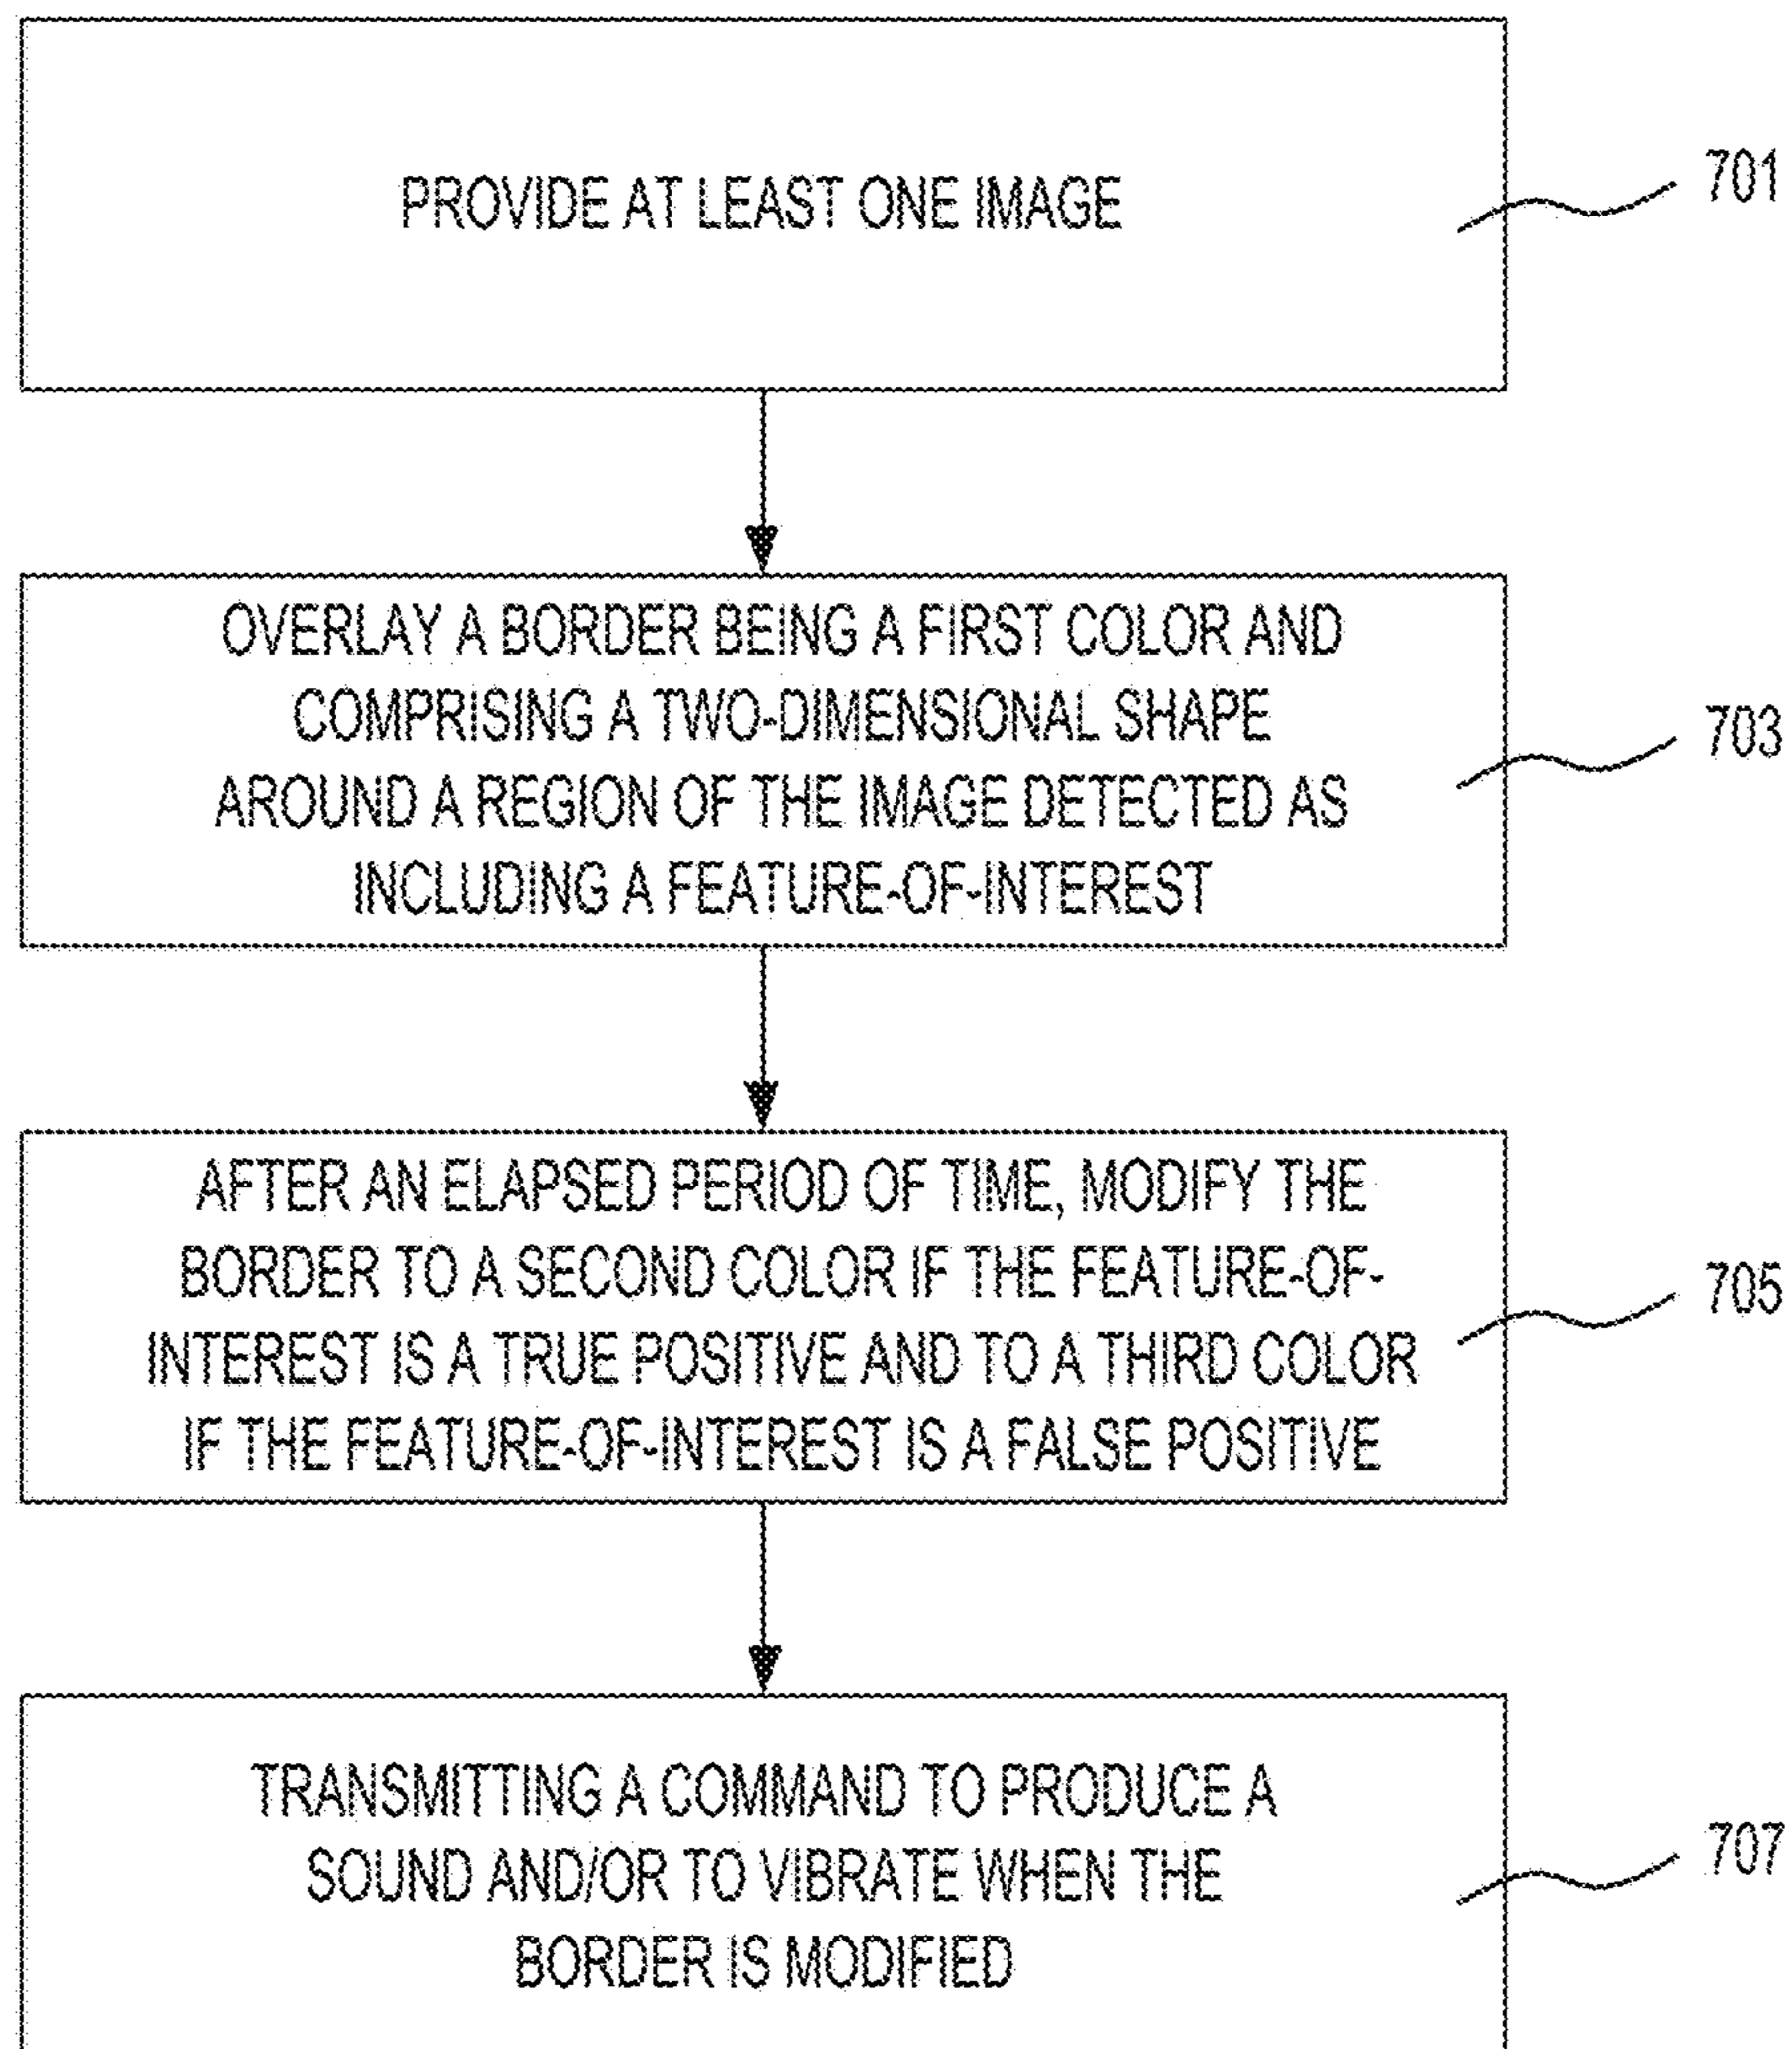 PROVIDE AT LEAST ONE IMAGE
701
OVERLAY A BORDER BEING A FIRST COLOR AND
COMPRISING A TWO-DIMENSIONAL SHAPE
AROUND A REGION OF THE IMAGE DETECTED AS
INCLUDING A FEATURE-OF-INTEREST
703
AFTER AN ELAPSED PERIOD OF TIME, MODIFY THE
BORDER TO A SECOND COLOR IF THE FEATURE-OF-
INTEREST IS A TRUE POSITIVE AND TO A THIRD COLOR
IF THE FEATURE-OF-INTEREST IS A FALSE POSITIVE
705
TRANSMITTING A COMMAND TO PRODUCE A
SOUND AND/OR TO VIBRATE WHEN THE
BORDER IS MODIFIED
707